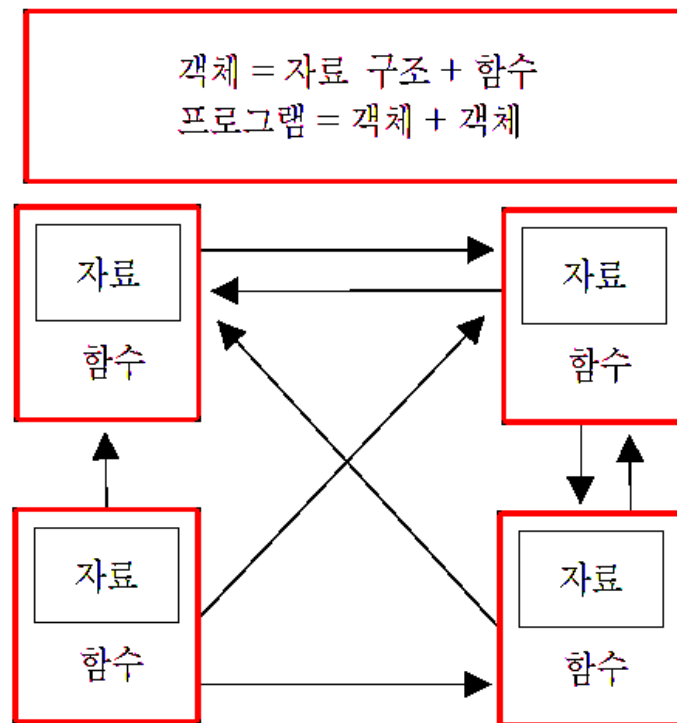 객체 = 자료 구조 + 함수
프로그램 = 객체 + 객체
자료
함수
자료
함수
자료
함수
자료
함수